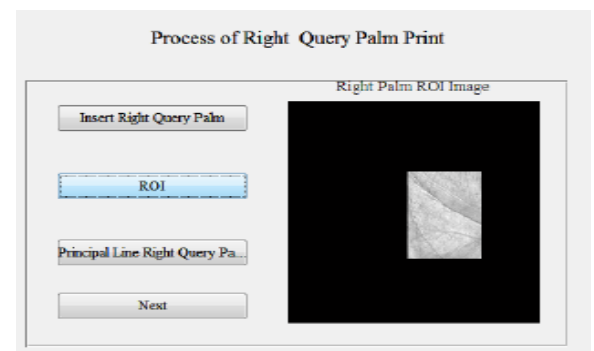 Process of Right Query Palm Print
Right Palm ROI Image
Insert Right Query Palm
ROI
Principal Line Right Query Pa...
Next